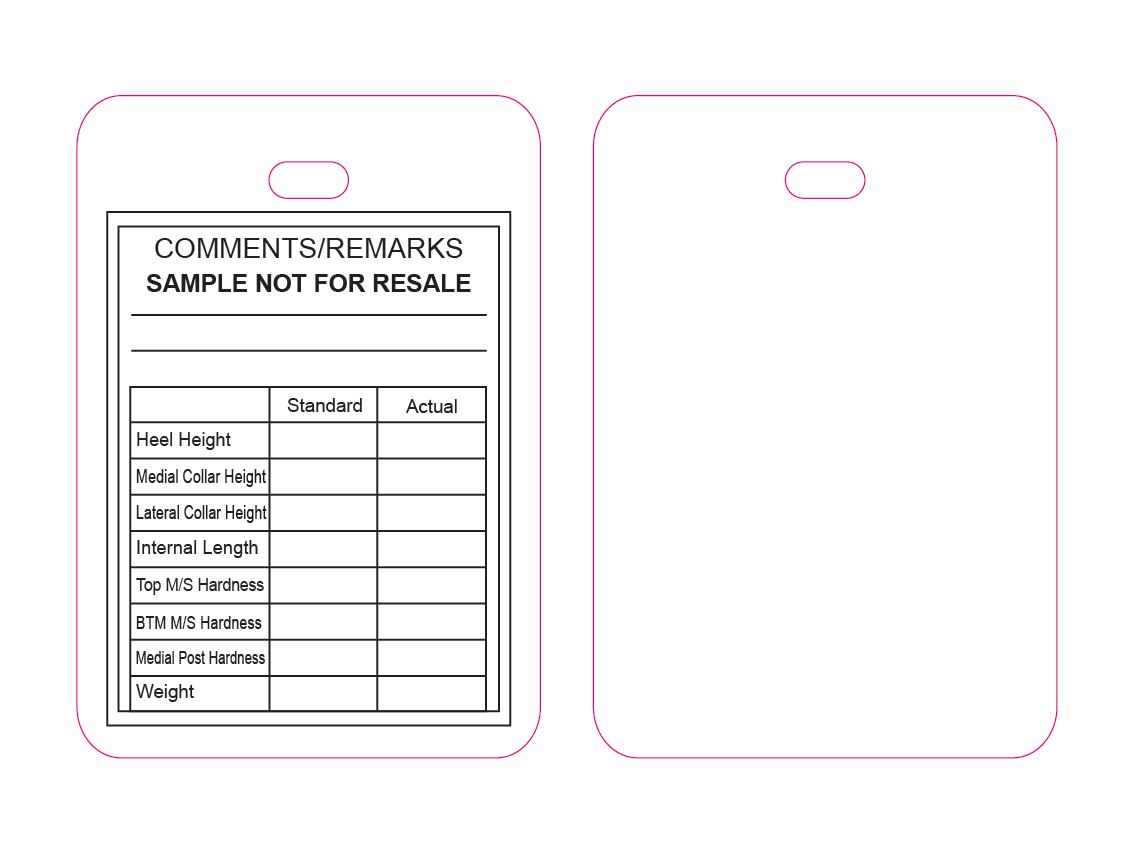 COMMENTS/REMARKS
SAMPLE NOT FOR RESALE
Standard Actual
Heel Height
Medial Collar Height
Lateral Collar Height
Internal Length
Top M/S Hardness
BTM M/S Hardness
Medial Post Hardness
Weight